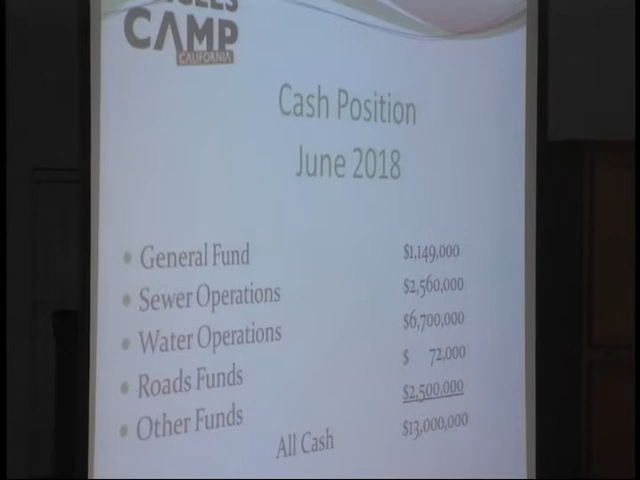 CAMP
CALIFORNIA
Cash Position
June 2018
General Fund $1,149,000
Sewer Operations $2,560,000
Water Operations $6,700,000
Roads Funds $ 72,000
Other Funds $2,500,000
All Cash $13,000,000